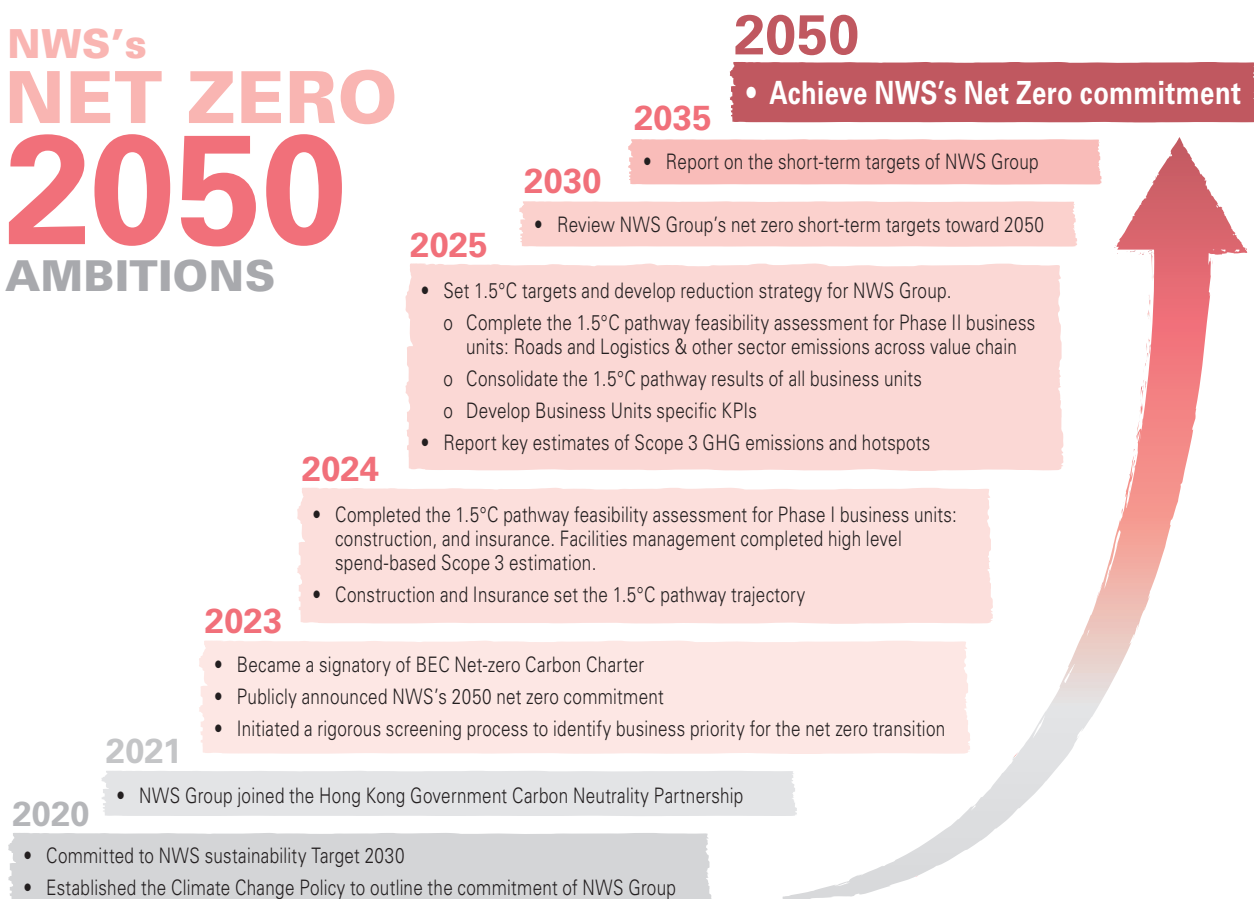 NWS's
NET ZERO
2050
AMBITIONS
2050
• Achieve NWS's Net Zero commitment
2035
• Report on the short-term targets of NWS Group
2030
• Review NWS Group's net zero short-term targets toward 2050
2025
• Set 1.5°C targets and develop reduction strategy for NWS Group.
o Complete the 1.5°C pathway feasibility assessment for Phase II business
units: Roads and Logistics & other sector emissions across value chain
o Consolidate the 1.5°C pathway results of all business units
o Develop Business Units specific KPIs
• Report key estimates of Scope 3 GHG emissions and hotspots
2024
• Completed the 1.5°C pathway feasibility assessment for Phase I business units:
construction, and insurance. Facilities management completed high level
spend-based Scope 3 estimation.
• Construction and Insurance set the 1.5°C pathway trajectory
2023
• Became a signatory of BEC Net-zero Carbon Charter
• Publicly announced NWS's 2050 net zero commitment
• Initiated a rigorous screening process to identify business priority for the net zero transition
2021
• NWS Group joined the Hong Kong Government Carbon Neutrality Partnership
2020
• Committed to NWS sustainability Target 2030
• Established the Climate Change Policy to outline the commitment of NWS Group